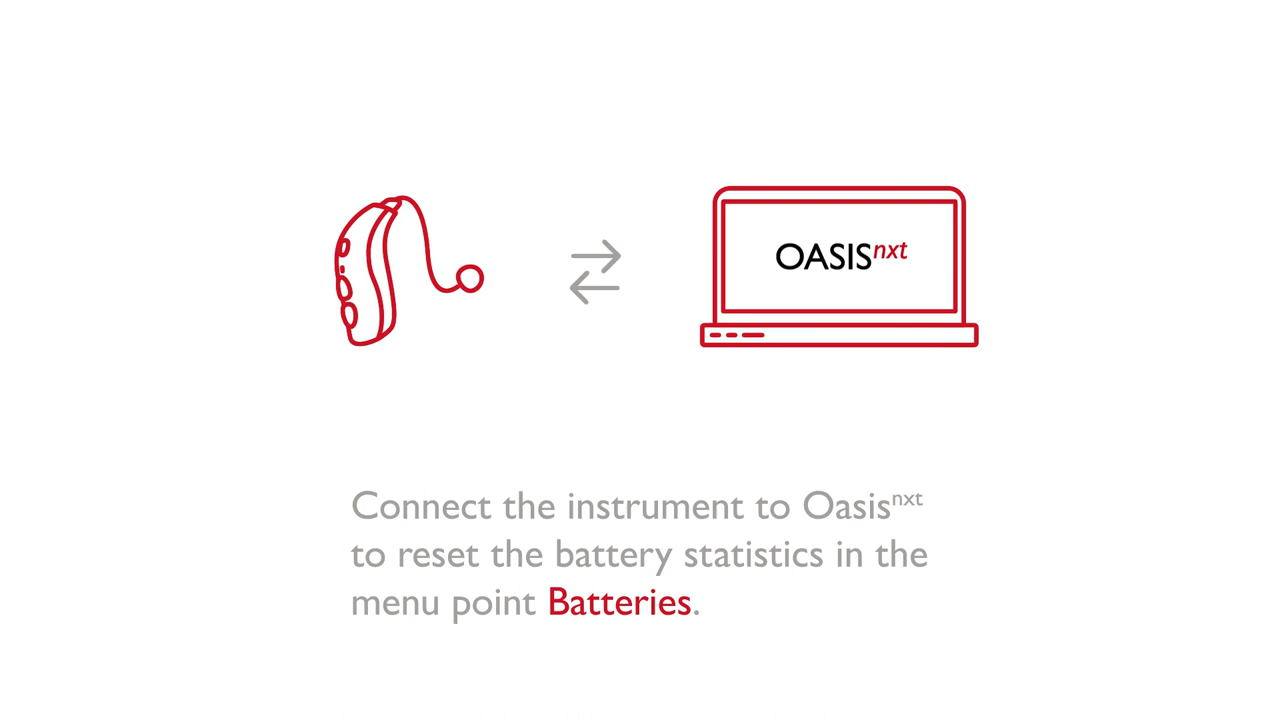 OASISnxt
Connect the instrument to Oasisnxt
to reset the battery statistics in the
menu point Batteries.